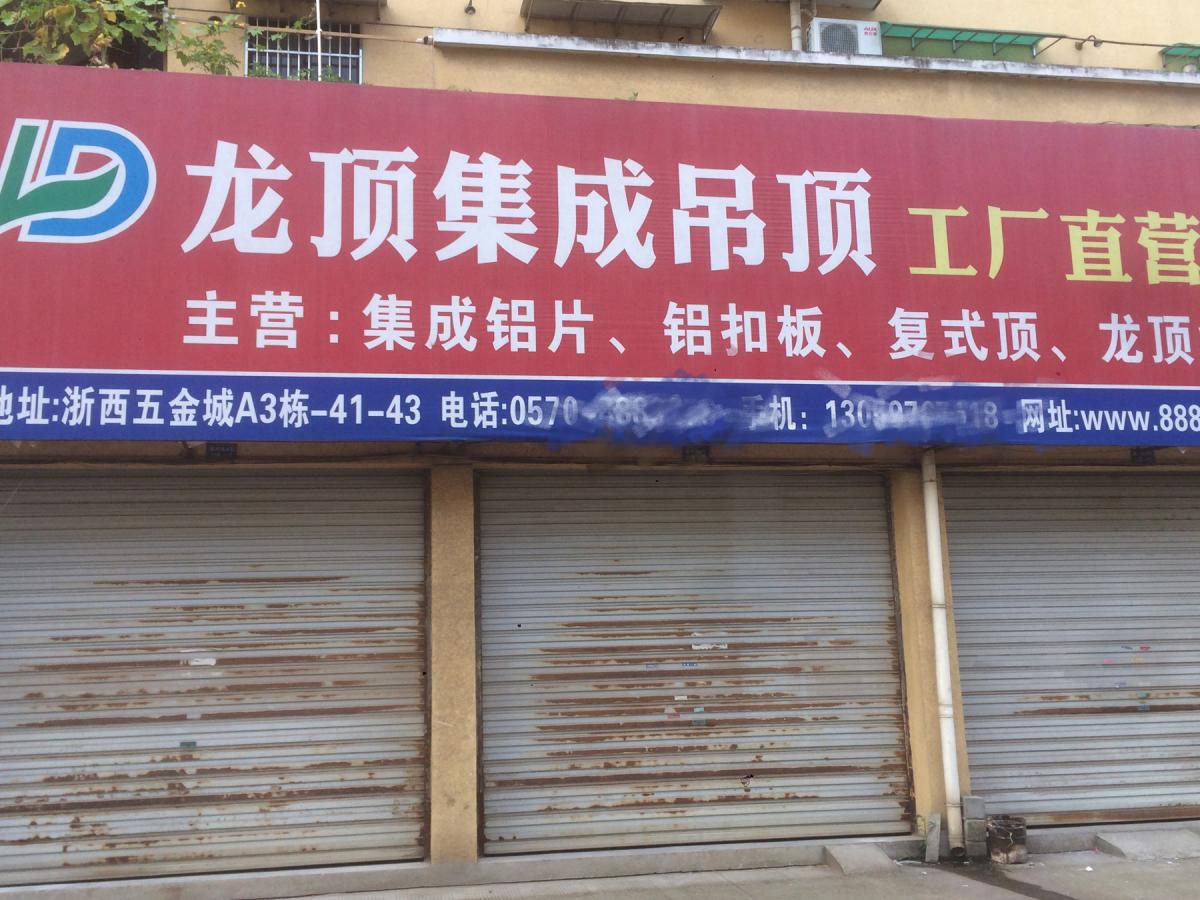 LD
龙顶集成吊顶 工厂直营
主营:集成铝片、铝扣板、复式顶、龙顶
地址:浙西五金城A3栋-41-43 电话:0570 手机: 网址:www.888